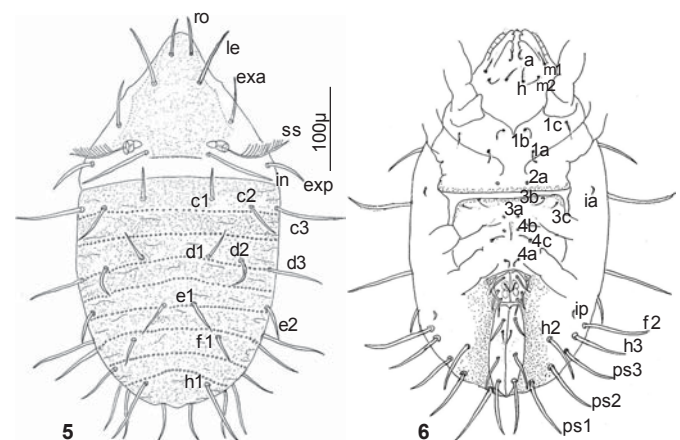 ro
le
exa
ss
100µ
in
exp
c1
c2
c3
d1
d2
d3
e1
e2
f1
h1
5
a
m1
h
m2
1c
1b
1a
2a
3b
3a
3c
ia
4b
4c
4a
ip
f2
h2
h3
ps3
ps2
ps1
6